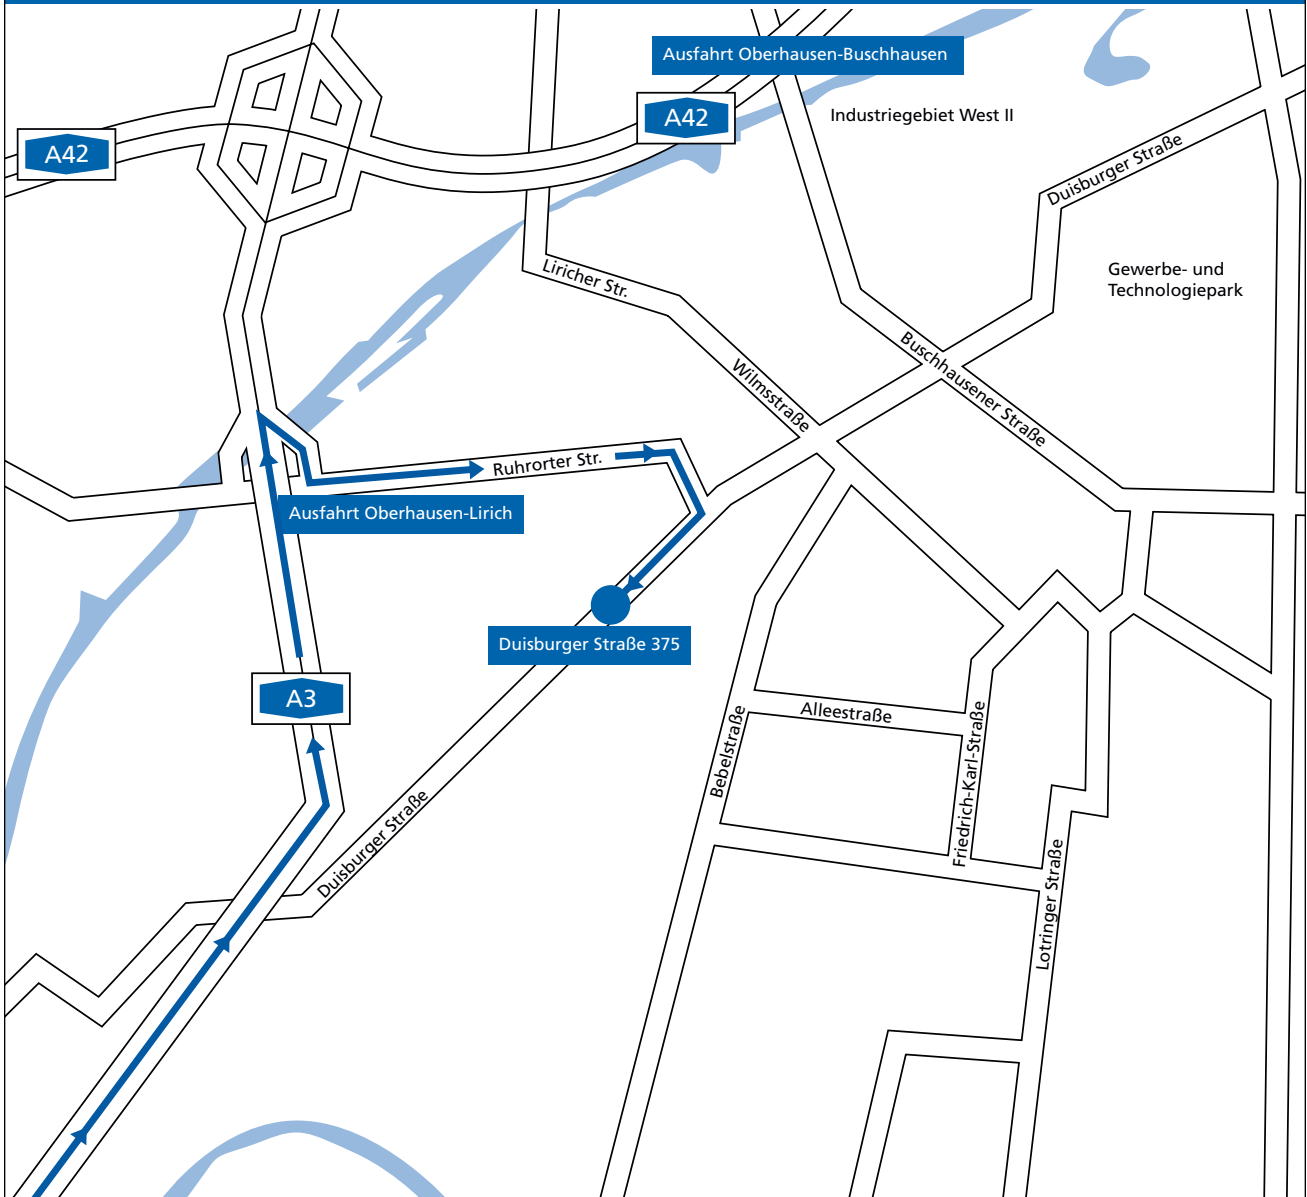 Ausfahrt Oberhausen-Buschhausen
A42
Industriegebiet West II
A42
Duisburger Straße
Liricher Str.
Gewerbe- und
Technologiepark
Buschhausener Straße
Wilmsstraße
Ruhrorter Str.
Ausfahrt Oberhausen-Lirich
Duisburger Straße 375
A3
Alleestraße
Bebelstraße
Friedrich-Karl-Straße
Duisburger Straße
Lotringer Straße